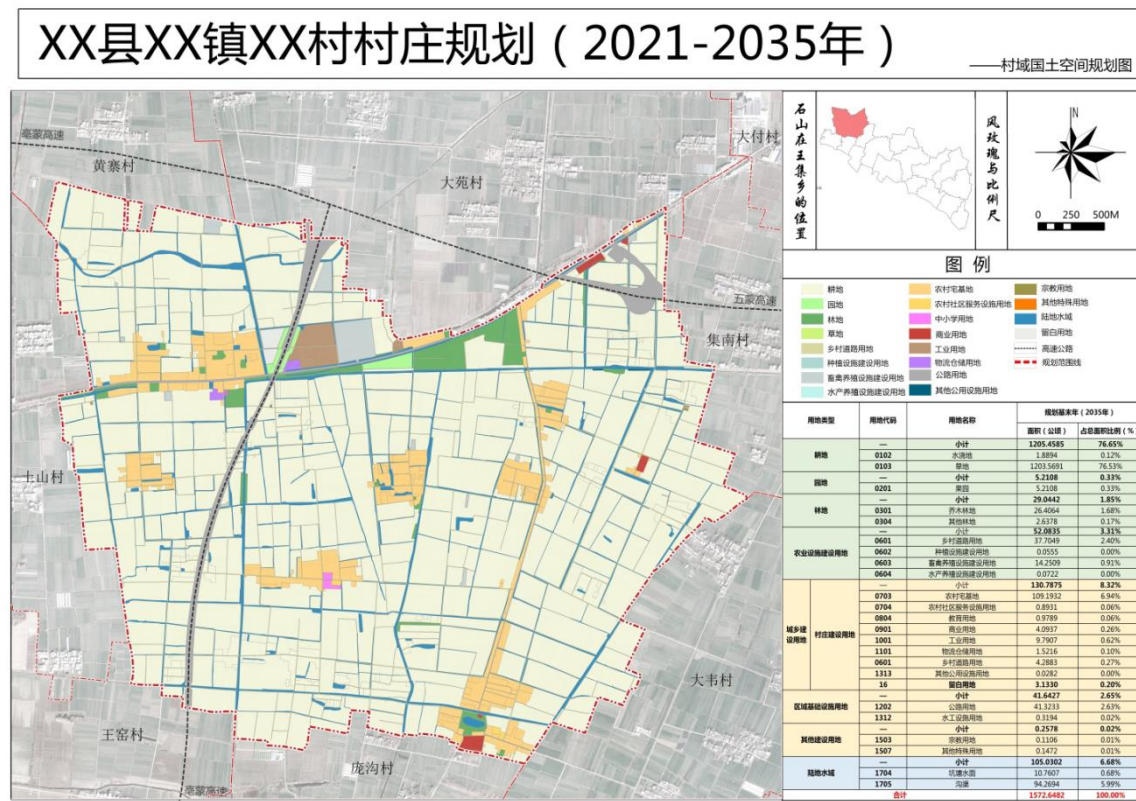 XX县XX镇XX村村庄规划（2021-2035年）
——村域国土空间规划图
亳蒙高速
黄寨村
大苑村
大付村
五蒙高速
集南村
土山村
大韦村
王窑村
庞沟村
亳蒙高速
石山在王集乡的位置
风玫瑰与比例尺
N
0 250 500M
图 例
耕地 农村宅基地 宗教用地
园地 农村社区服务设施用地 其他特殊用地
林地 中小学用地 陆地水域
草地 商业用地 留白用地
乡村道路用地 工业用地 高速公路
种植设施建设用地 物流仓储用地 规划范围线
畜禽养殖设施建设用地 公路用地
水产养殖设施建设用地 其他公用设施用地
用地类型 用地代码 用地名称 规划基末年（2035年）
面积（公顷） 占总面积比例（%）
耕地 — 小计 1205.4585 76.65%
0102 水浇地 1.8894 0.12%
0103 旱地 1203.5691 76.53%
园地 — 小计 5.2108 0.33%
0201 果园 5.2108 0.33%
林地 — 小计 29.0442 1.85%
0301 乔木林地 26.4064 1.68%
0304 其他林地 2.6378 0.17%
农业设施建设用地 — 小计 52.0835 3.31%
0601 乡村道路用地 37.7049 2.40%
0602 种植设施建设用地 0.0555 0.00%
0603 畜禽养殖设施建设用地 14.2509 0.91%
0604 水产养殖设施建设用地 0.0722 0.00%
城乡建设用地 村庄建设用地 — 小计 130.7875 8.32%
0703 农村宅基地 109.1932 6.94%
0704 农村社区服务设施用地 0.8931 0.06%
0804 教育用地 0.9789 0.06%
0901 商业用地 4.0937 0.26%
1001 工业用地 9.7907 0.62%
1101 物流仓储用地 1.5216 0.10%
0601 乡村道路用地 4.2883 0.27%
1313 其他公用设施用地 0.0282 0.00%
16 留白用地 3.1330 0.20%
区域基础设施用地 — 小计 41.6427 2.65%
1202 公路用地 41.3233 2.63%
1312 水工设施用地 0.3194 0.02%
其他建设用地 — 小计 0.2578 0.02%
1503 宗教用地 0.1106 0.01%
1507 其他特殊用地 0.1472 0.01%
陆地水域 — 小计 105.0302 6.68%
1704 坑塘水面 10.7607 0.68%
1705 沟渠 94.2694 5.99%
合计 1572.6482 100.00%